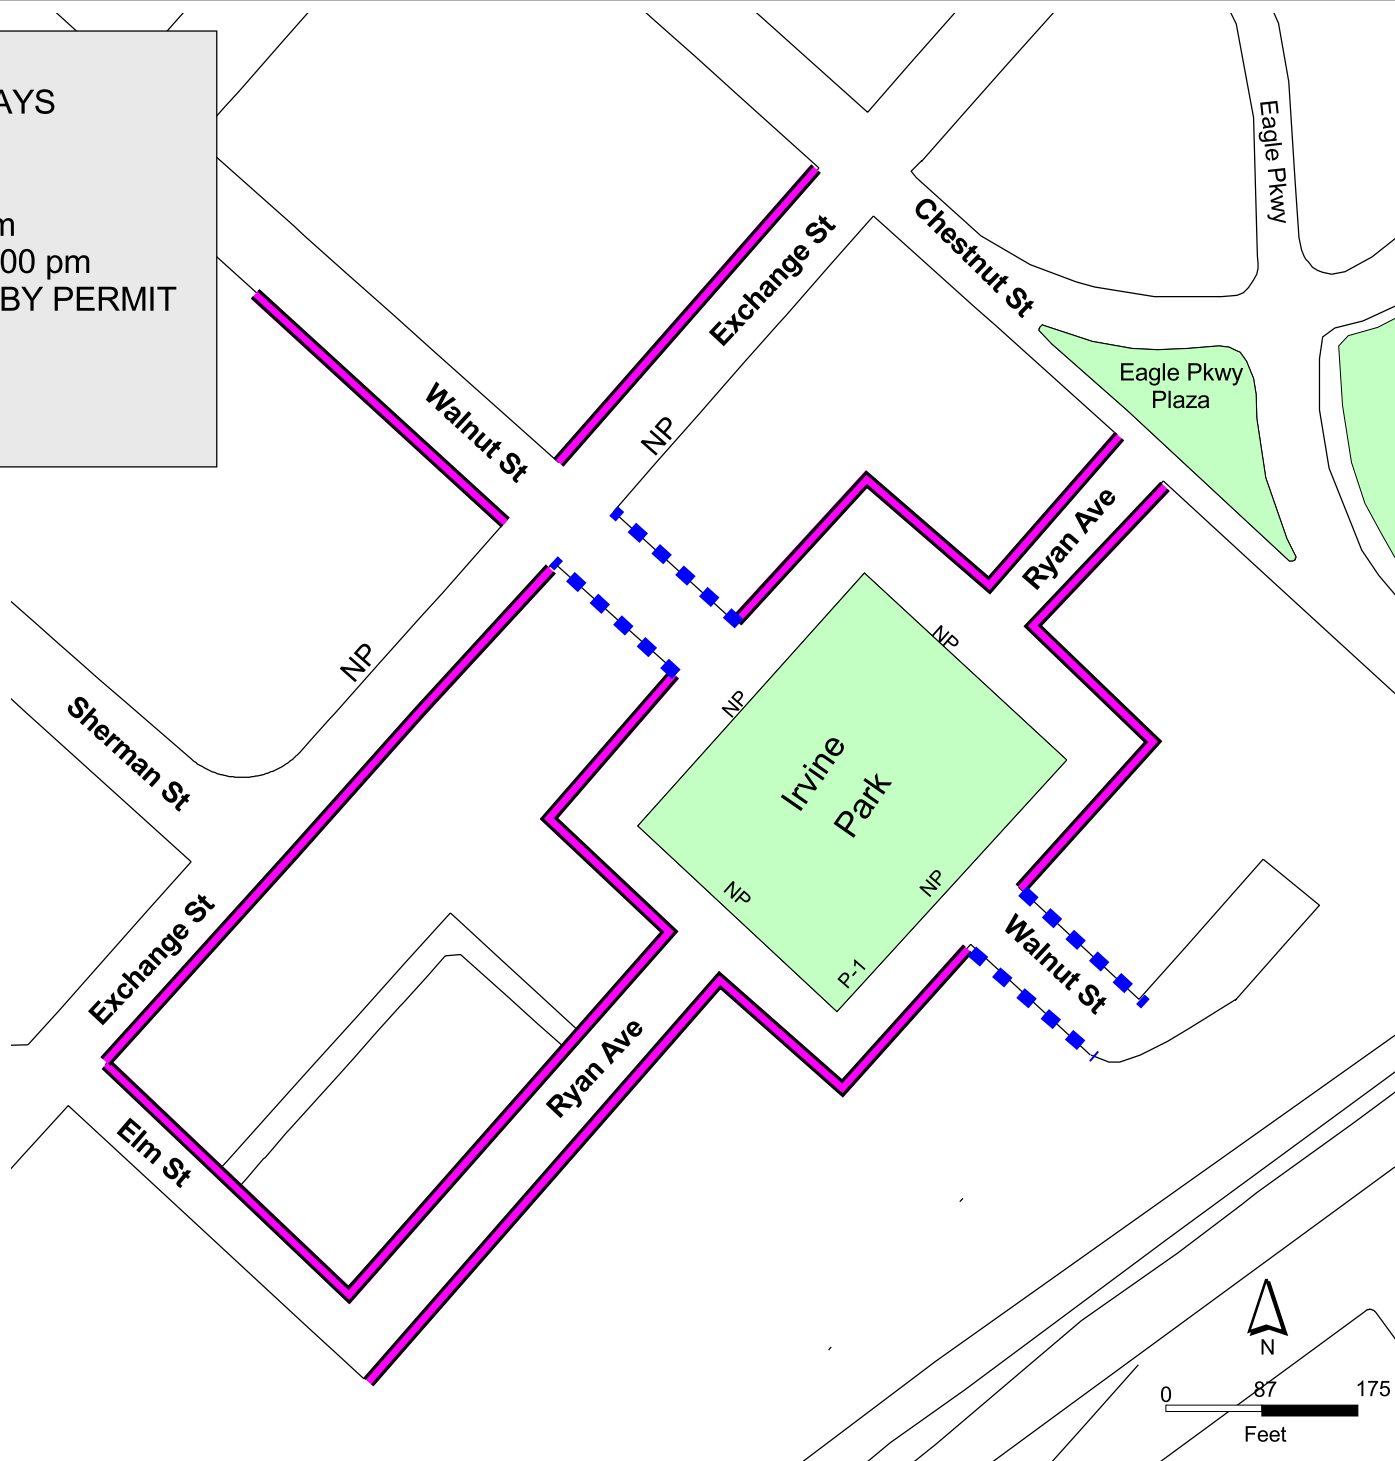 AYS
m
00 pm
BY PERMIT
Eagle Pkwy
Chestnut St
Exchange St
Eagle Pkwy
Plaza
Walnut St
NP
Ryan Ave
NP
NP
NP
Sherman St
Irvine
Park
NP
NP
Exchange St
Walnut St
P-1
Ryan Ave
Elm St
N
0 87 175
Feet